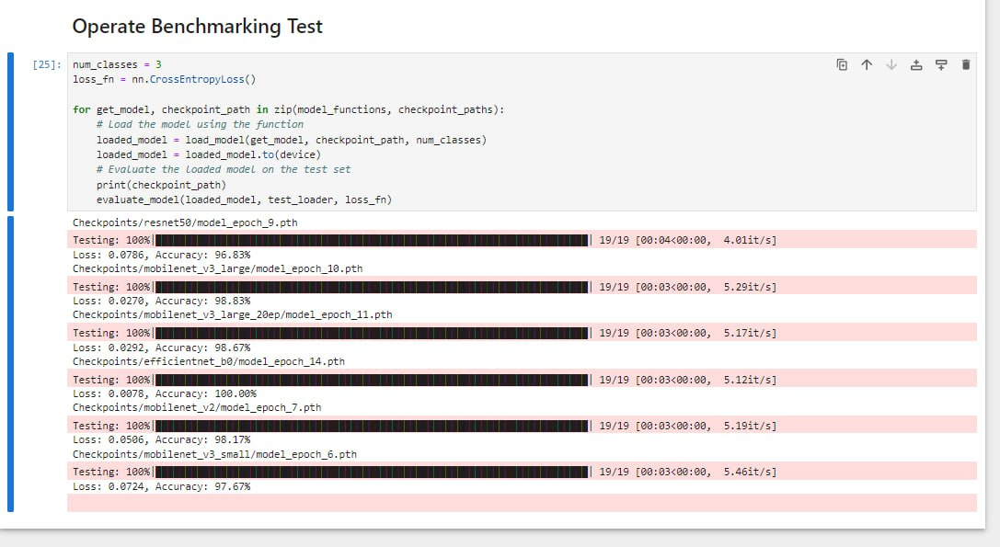 Operate Benchmarking Test
[25]:
num_classes = 3
loss_fn = nn.CrossEntropyLoss()
for get_model, checkpoint_path in zip(model_functions, checkpoint_paths):
# Load the model using the function
loaded_model = load_model(get_model, checkpoint_path, num_classes)
loaded_model = loaded_model.to(device)
# Evaluate the loaded model on the test set
print(checkpoint_path)
evaluate_model(loaded_model, test_loader, loss_fn)
Checkpoints/resnet50/model_epoch_9.pth
Testing: 100%|██████████| 19/19 [00:04<00:00, 4.01it/s]
Loss: 0.0786, Accuracy: 96.83%
Checkpoints/mobilenet_v3_large/model_epoch_10.pth
Testing: 100%|██████████| 19/19 [00:03<00:00, 5.29it/s]
Loss: 0.0270, Accuracy: 98.83%
Checkpoints/mobilenet_v3_large_20ep/model_epoch_11.pth
Testing: 100%|██████████| 19/19 [00:03<00:00, 5.17it/s]
Loss: 0.0292, Accuracy: 98.67%
Checkpoints/efficientnet_b0/model_epoch_14.pth
Testing: 100%|██████████| 19/19 [00:03<00:00, 5.12it/s]
Loss: 0.0078, Accuracy: 100.00%
Checkpoints/mobilenet_v2/model_epoch_7.pth
Testing: 100%|██████████| 19/19 [00:03<00:00, 5.19it/s]
Loss: 0.0506, Accuracy: 98.17%
Checkpoints/mobilenet_v3_small/model_epoch_6.pth
Testing: 100%|██████████| 19/19 [00:03<00:00, 5.46it/s]
Loss: 0.0724, Accuracy: 97.67%